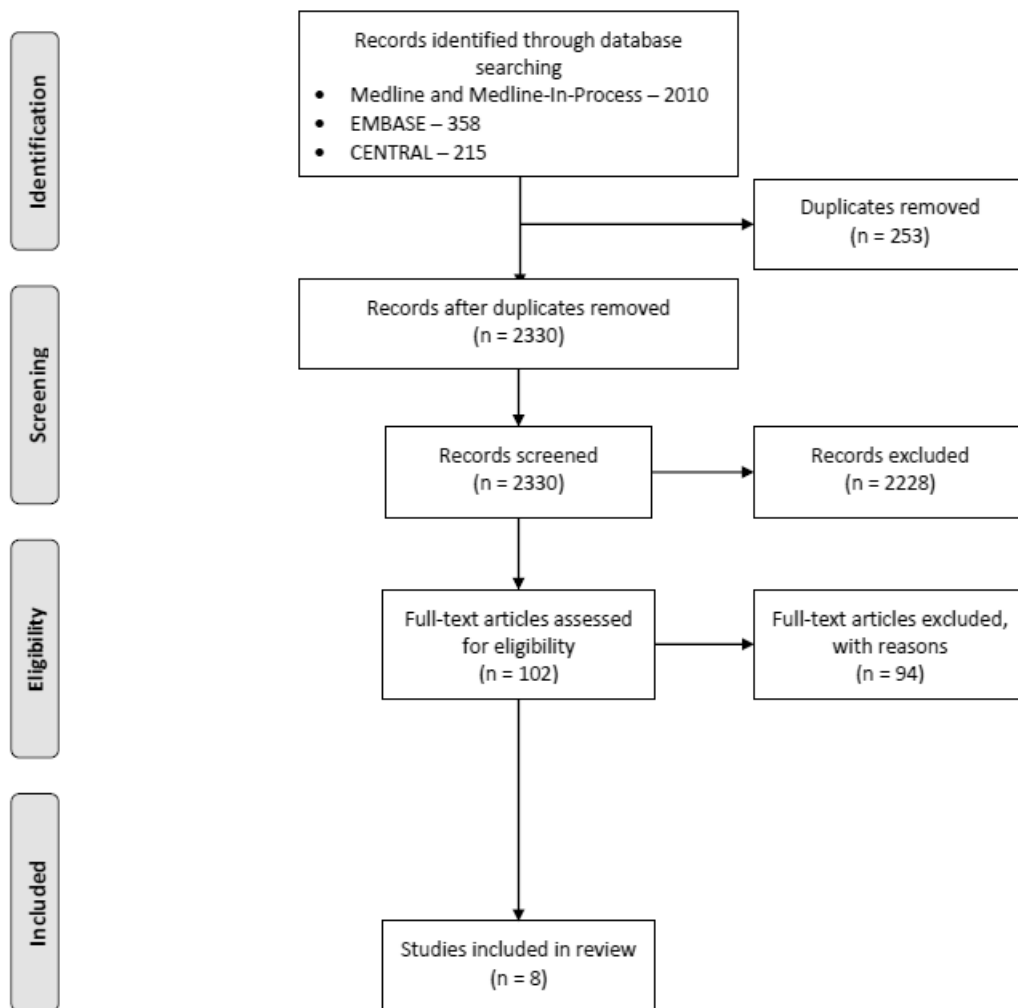 Identification
Records identified through database
searching
• Medline and Medline-In-Process – 2010
• EMBASE – 358
• CENTRAL – 215
Duplicates removed
(n = 253)
Screening
Records after duplicates removed
(n = 2330)
Records screened
(n = 2330)
Records excluded
(n = 2228)
Eligibility
Full-text articles assessed
for eligibility
(n = 102)
Full-text articles excluded,
with reasons
(n = 94)
Included
Studies included in review
(n = 8)